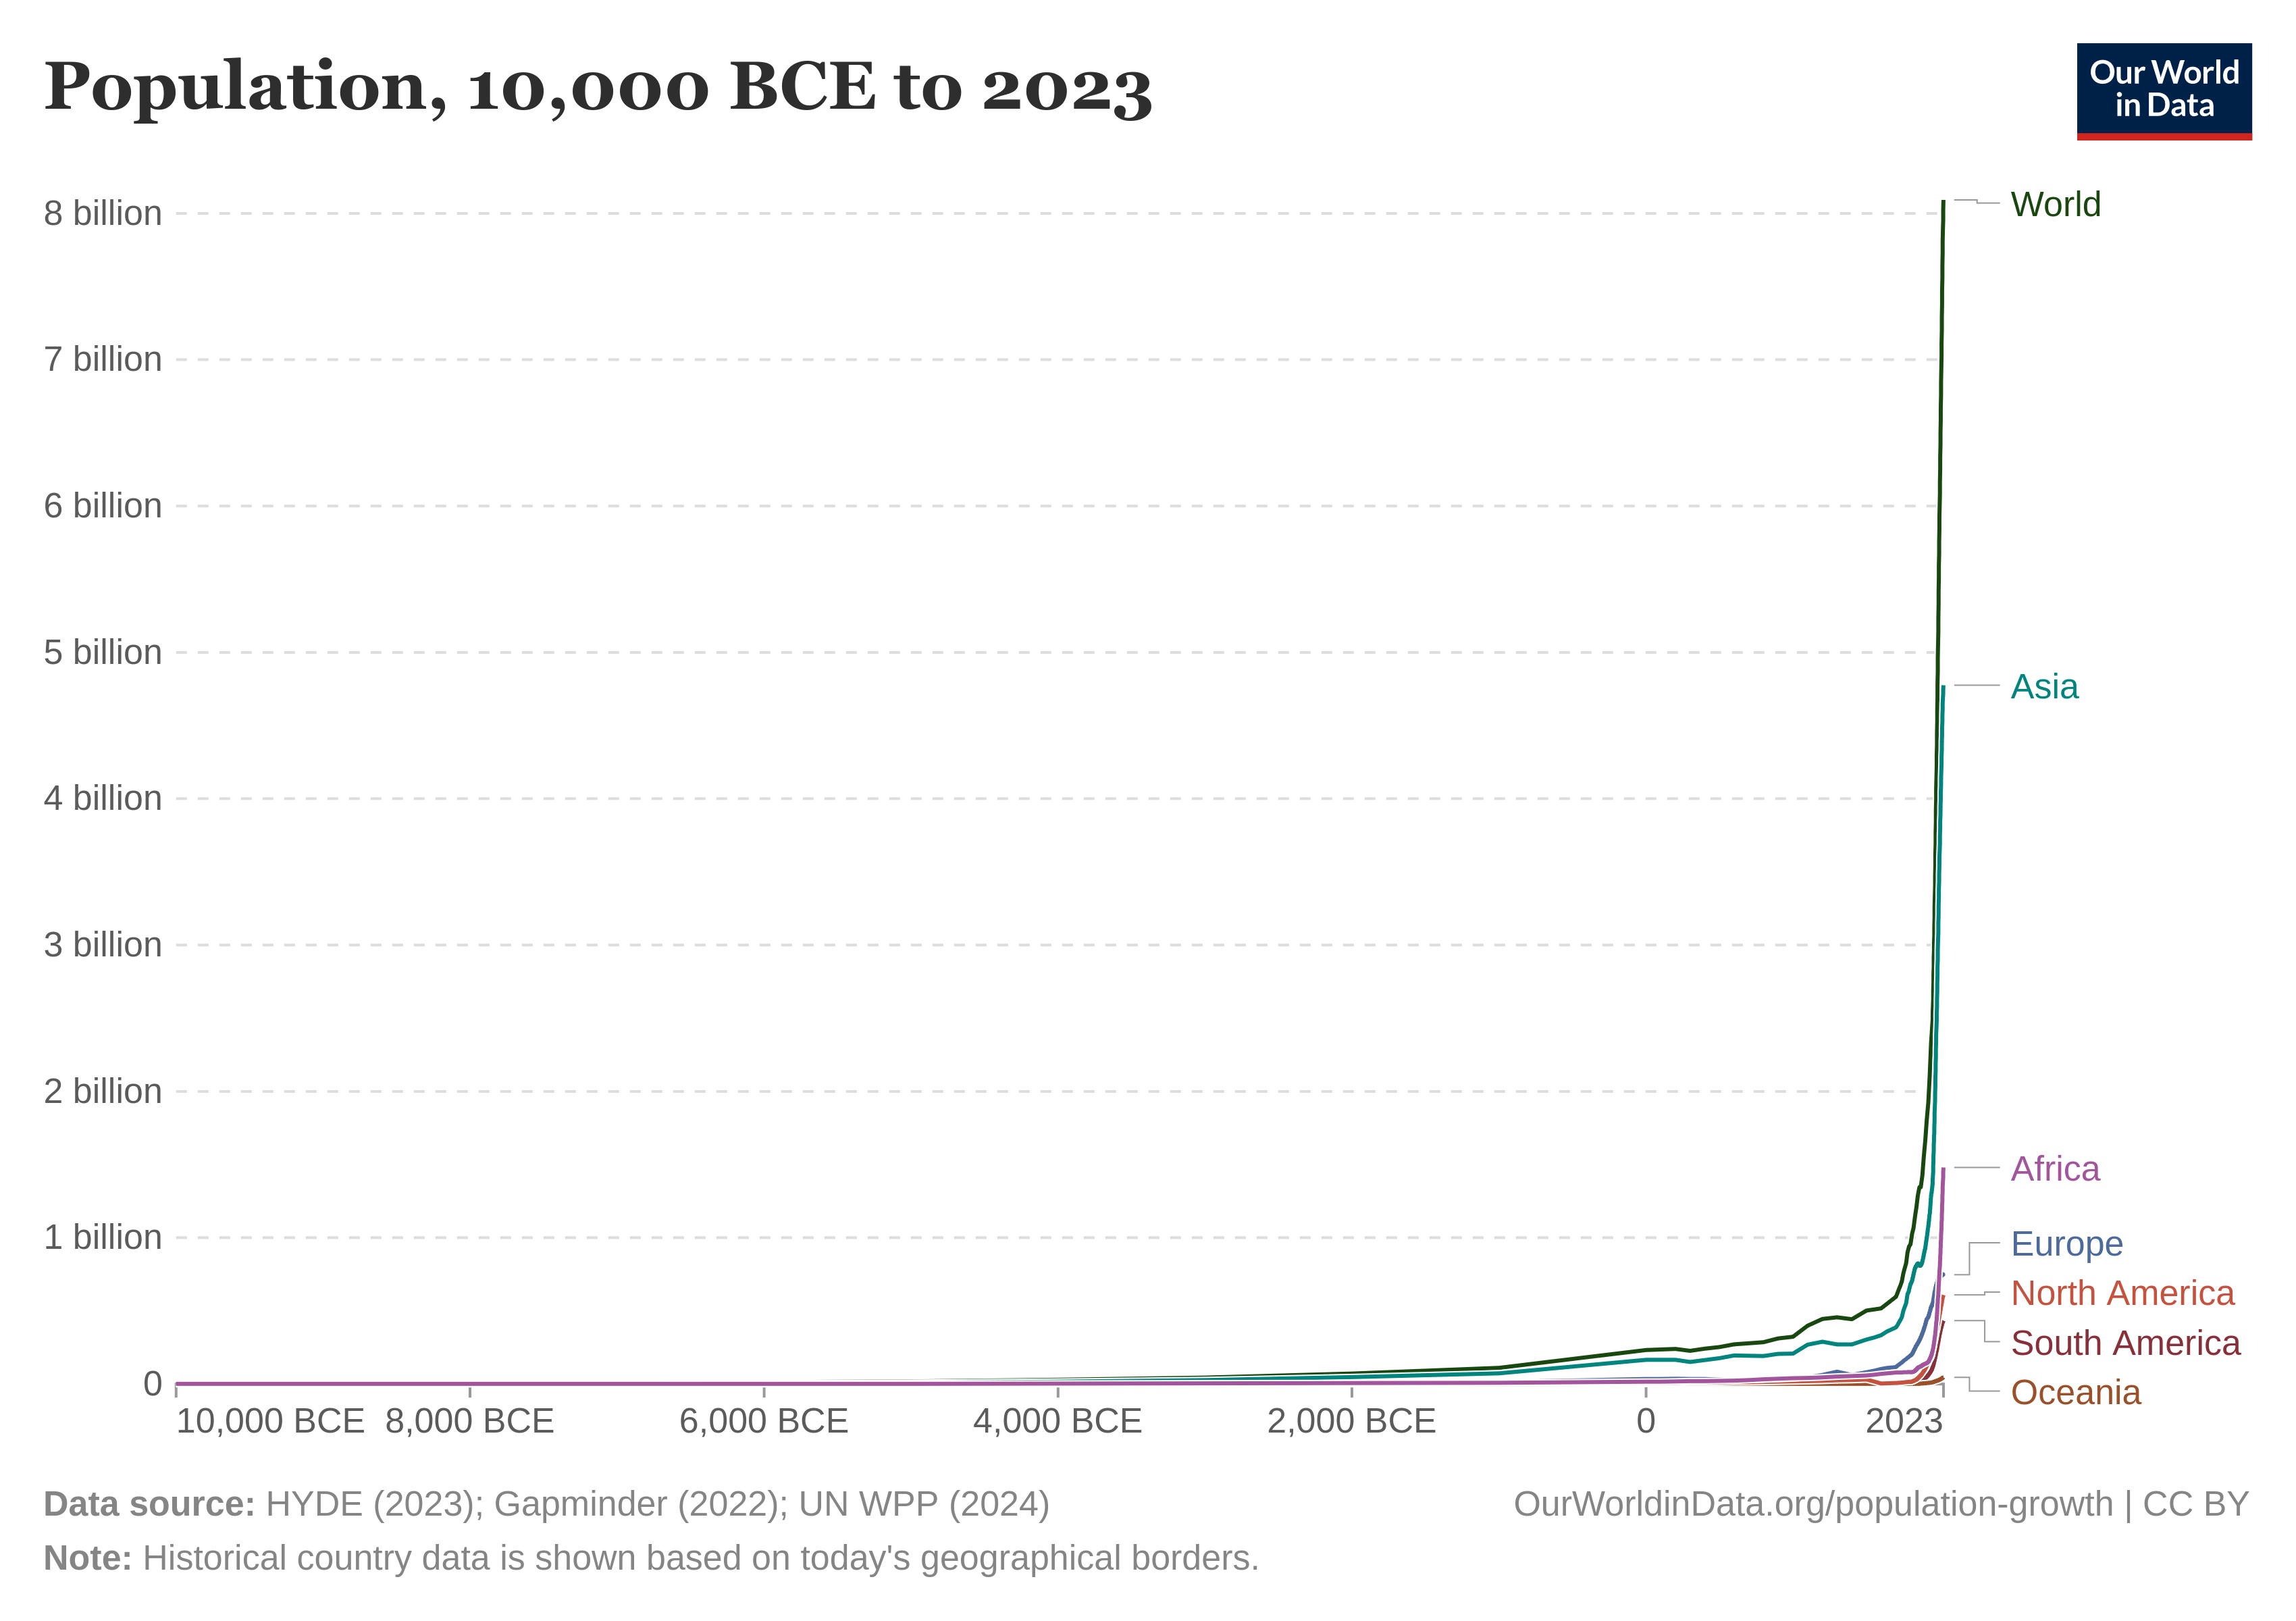 Population, 10,000 BCE to 2023
Our World
in Data
8 billion
7 billion
6 billion
5 billion
4 billion
3 billion
2 billion
1 billion
0
World
Asia
Africa
Europe
North America
South America
Oceania
10,000 BCE 8,000 BCE 6,000 BCE 4,000 BCE 2,000 BCE 0 2023
Data source: HYDE (2023); Gapminder (2022); UN WPP (2024)
OurWorldinData.org/population-growth | CC BY
Note: Historical country data is shown based on today's geographical borders.